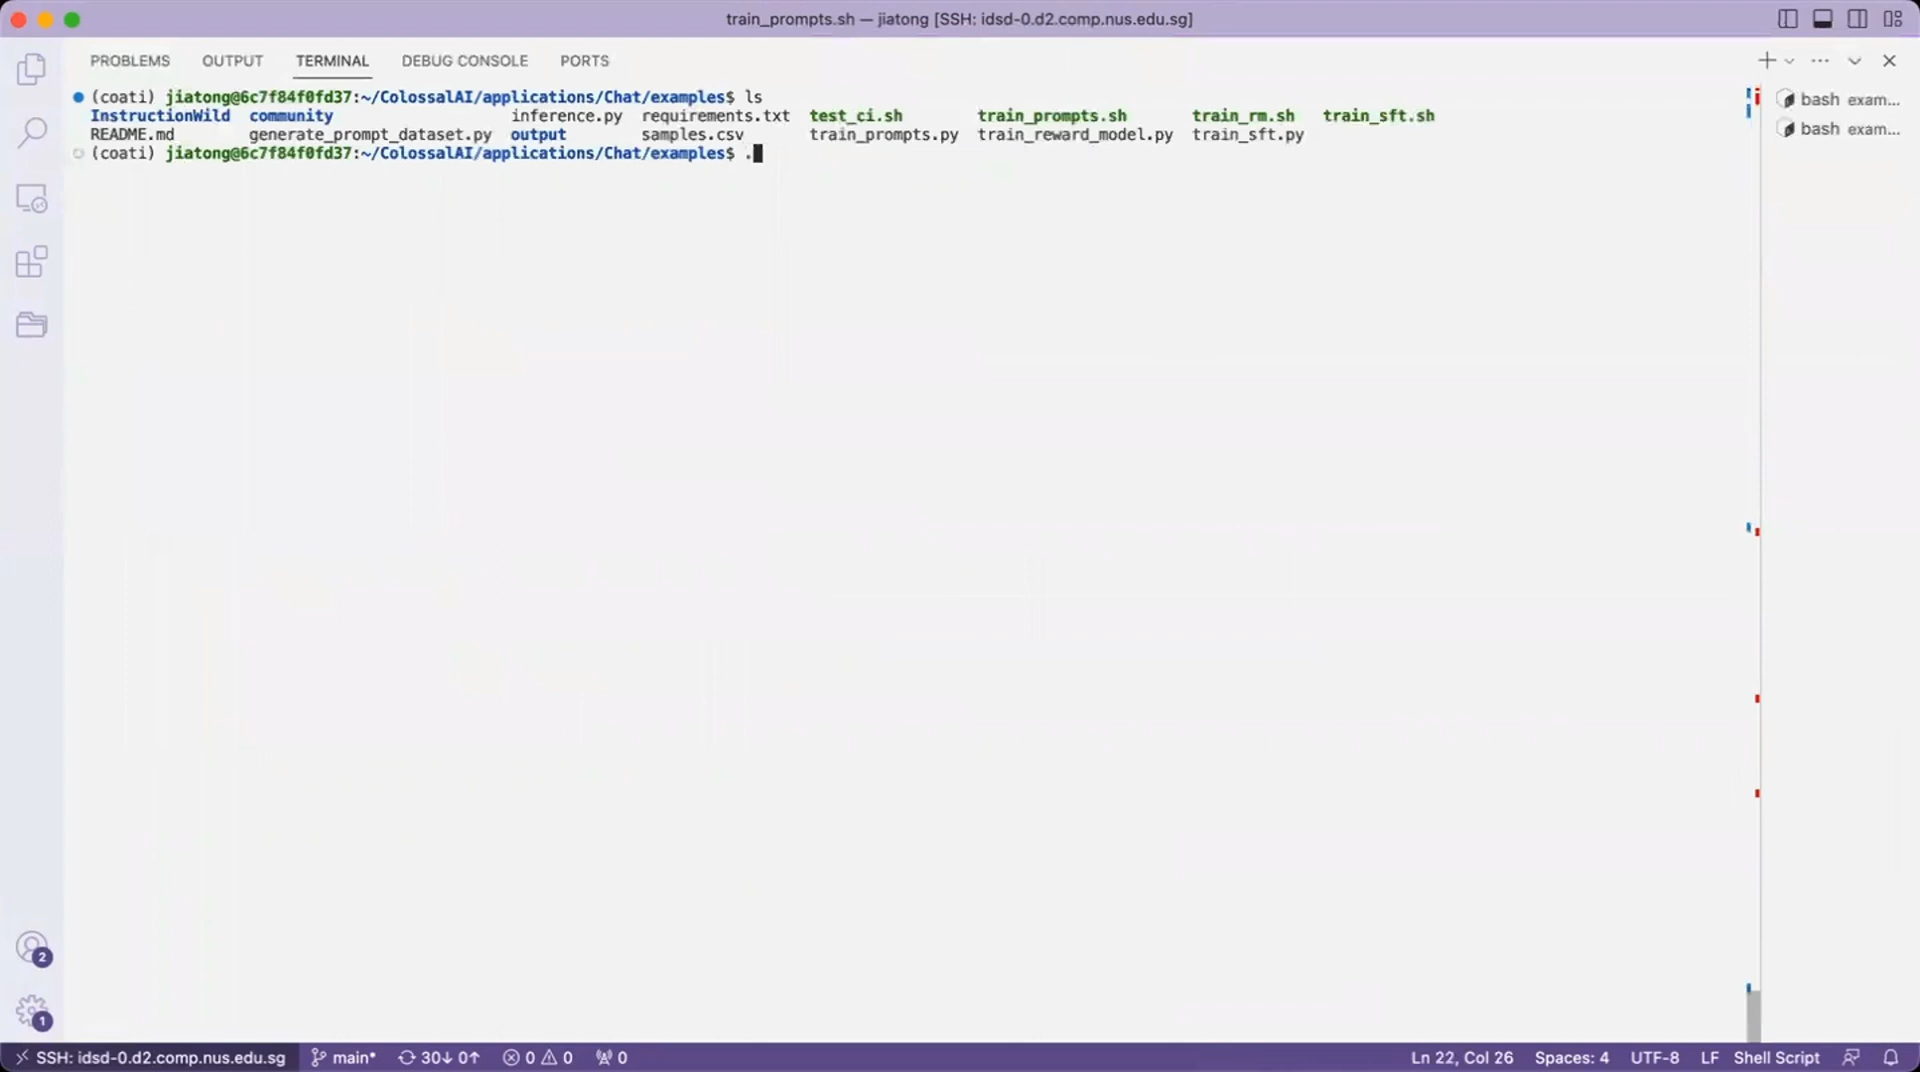 train_prompts.sh — jiatong [SSH: idsd-0.d2.comp.nus.edu.sg]
PROBLEMS OUTPUT TERMINAL DEBUG CONSOLE PORTS
(coati) jiatong@6c7f84f0fd37:~/ColossalAI/applications/Chat/examples$ ls
InstructionWild community inference.py requirements.txt test_ci.sh train_prompts.sh train_rm.sh train_sft.sh
README.md generate_prompt_dataset.py output samples.csv train_prompts.py train_reward_model.py train_sft.py
(coati) jiatong@6c7f84f0fd37:~/ColossalAI/applications/Chat/examples$ .
bash exam...
bash exam...
2
1
SSH: idsd-0.d2.comp.nus.edu.sg main* 30↓ 0↑ 0 0 0 Ln 22, Col 26 Spaces: 4 UTF-8 LF Shell Script